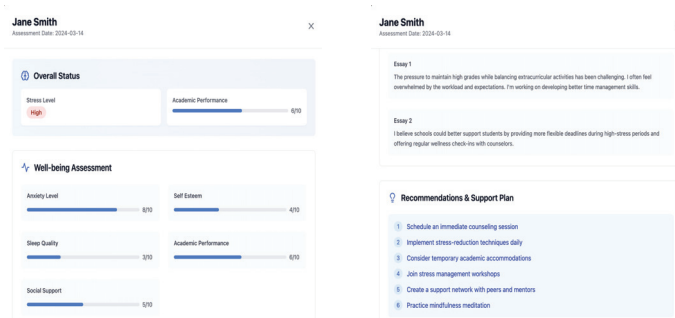 Jane Smith
Assessment Date: 2024-03-14
X
Overall Status
Stress Level
High
Academic Performance
6/10
Well-being Assessment
Anxiety Level
8/10
Self Esteem
4/10
Sleep Quality
3/10
Academic Performance
6/10
Social Support
5/10
Jane Smith
Assessment Date: 2024-03-14
Essay 1
The pressure to maintain high grades while balancing extracurricular activities has been challenging. I often feel
overwhelmed by the workload and expectations. I'm working on developing better time management skills.
Essay 2
I believe schools could better support students by providing more flexible deadlines during high-stress periods and
offering regular wellness check-ins with counselors.
Recommendations & Support Plan
1 Schedule an immediate counseling session
2 Implement stress-reduction techniques daily
3 Consider temporary academic accommodations
4 Join stress management workshops
5 Create a support network with peers and mentors
6 Practice mindfulness meditation